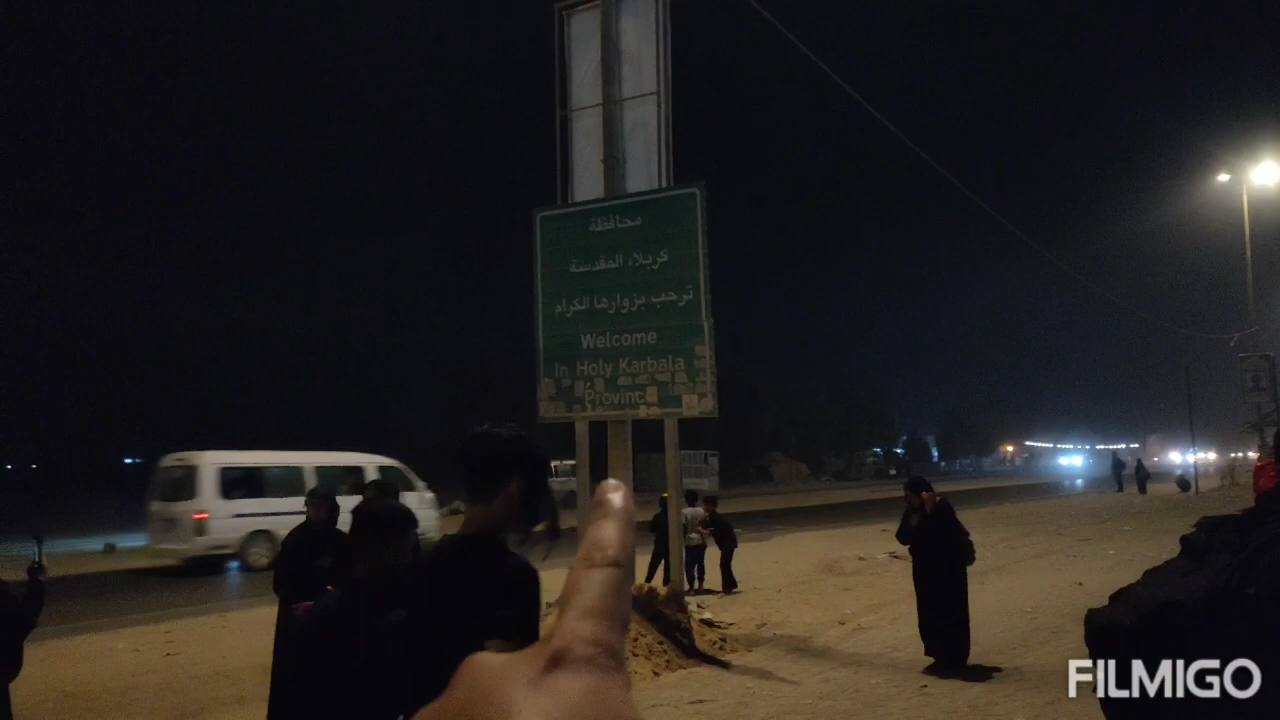 محافظة
كربلاء المقدسة
ترحب بزوارها الكرام
Welcome
In Holy Karbala
Provinc
FILMIGO